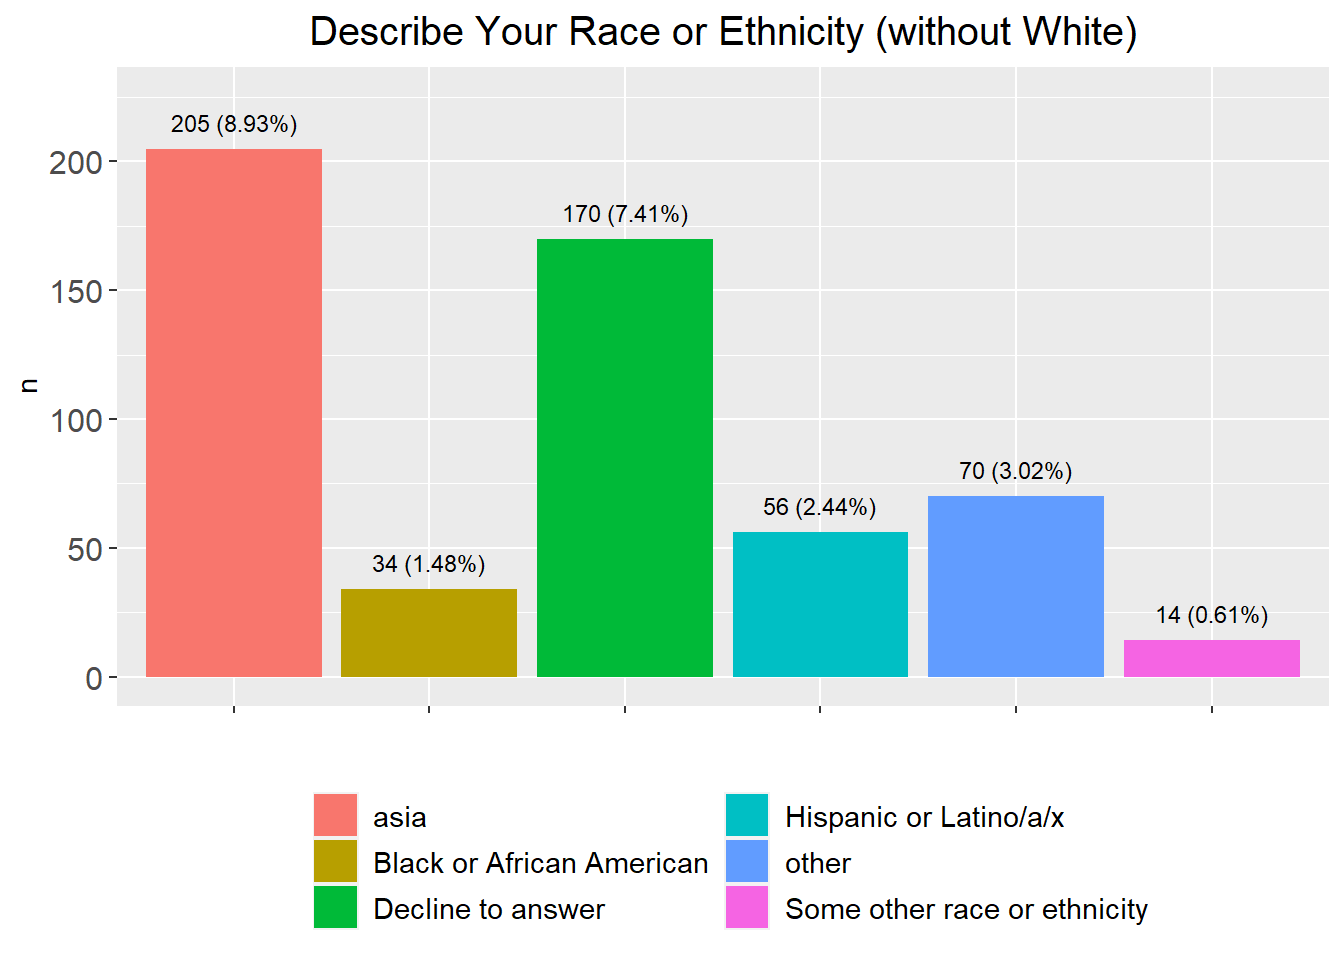 Describe Your Race or Ethnicity (without White)
205 (8.93%)
200
170 (7.41%)
150
n
100
70 (3.02%)
56 (2.44%)
50
34 (1.48%)
14 (0.61%)
0
asia
Black or African American
Decline to answer
Hispanic or Latino/a/x
other
Some other race or ethnicity